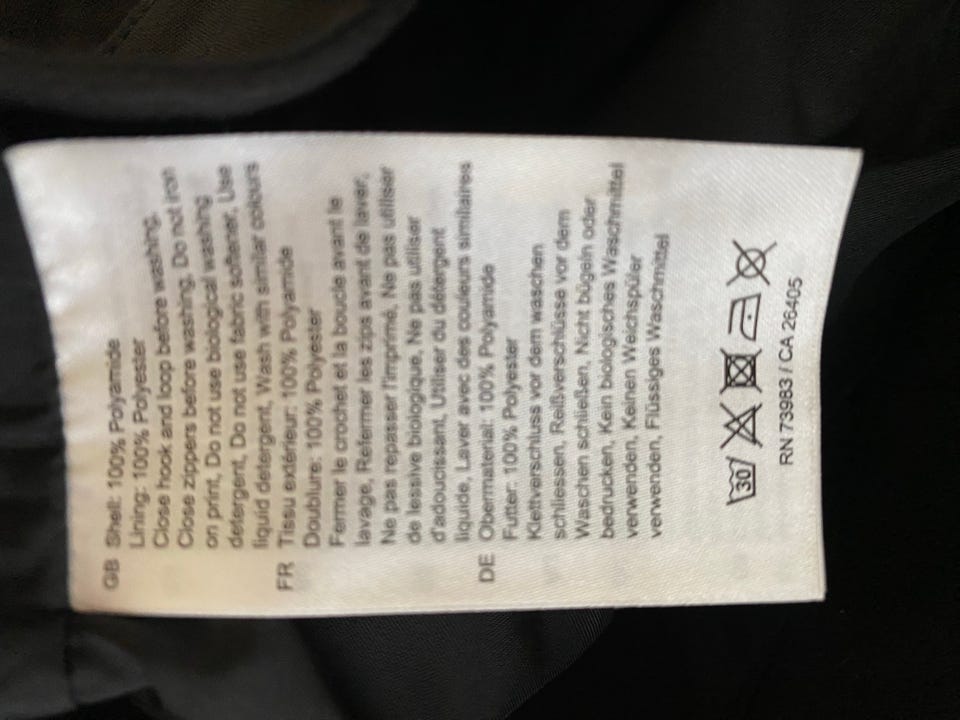 GB Shell: 100% Polyamide
Lining: 100% Polyester
Close hook and loop before washing,
Close zippers before washing, Do not iron
on print, Do not use biological washing
detergent, Do not use fabric softener, Use
liquid detergent, Wash with similar colours
FR Tissu extérieur: 100% Polyamide
Doublure: 100% Polyester
Fermer le crochet et la boucle avant le
lavage, Refermer les zips avant de laver,
Ne pas repasser l'imprimé, Ne pas utiliser
de lessive biologique, Ne pas utiliser
d'adoucissant, Utiliser du détergent
liquide, Laver avec des couleurs similaires
DE Obermaterial: 100% Polyamide
Futter: 100% Polyester
Klettverschluss vor dem waschen
schliessen, Reißverschlüsse vor dem
Waschen schließen, Nicht bügeln oder
bedrucken, Kein biologisches Waschmittel
verwenden, Keinen Weichspüler
verwenden, Flüssiges Waschmittel
30
RN 73983 / CA 26405